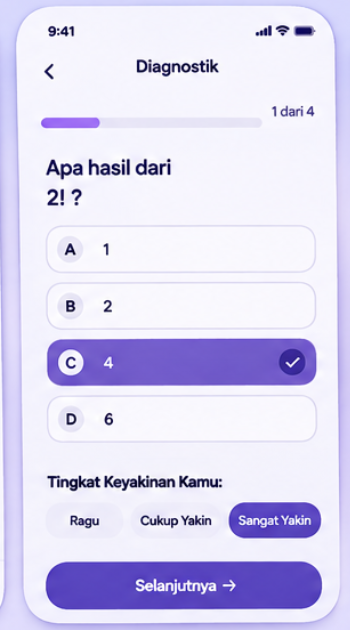 9:41
Diagnostik
1 dari 4
Apa hasil dari
2! ?
A 1
B 2
C 4
D 6
Tingkat Keyakinan Kamu:
Ragu Cukup Yakin Sangat Yakin
Selanjutnya →